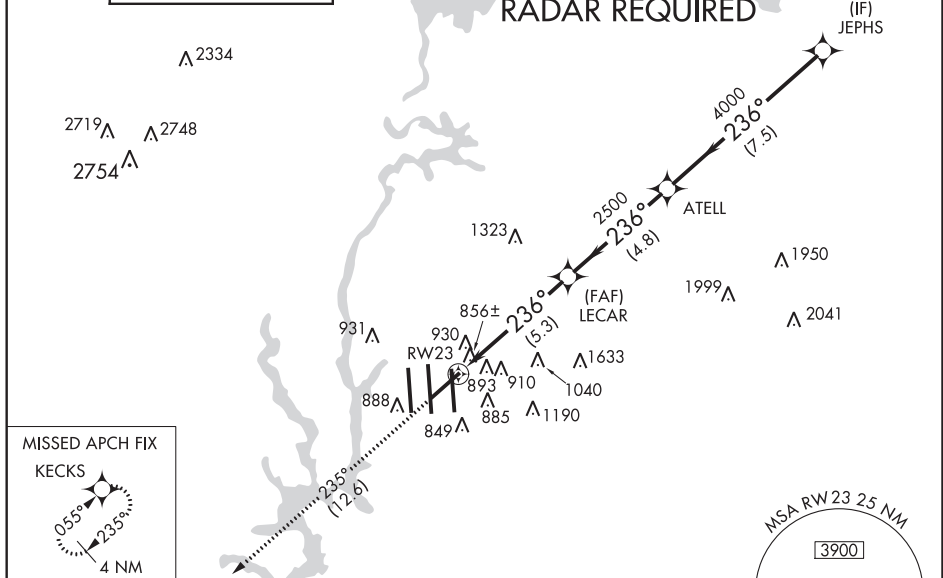 RADAR REQUIRED
(IF)
JEPHS
2334
4000
236°
(7.5)
2719
2748
2754
ATELL
2500
236°
(4.8)
1323
1950
1999
(FAF)
LECAR
2041
236°
(5.3)
856±
931
930
RW23
1633
893
910
1040
888
885
1190
849
MISSED APCH FIX
KECKS
055°
235°
4 NM
235°
(12.6)
MSA RW 23 25 NM
3900